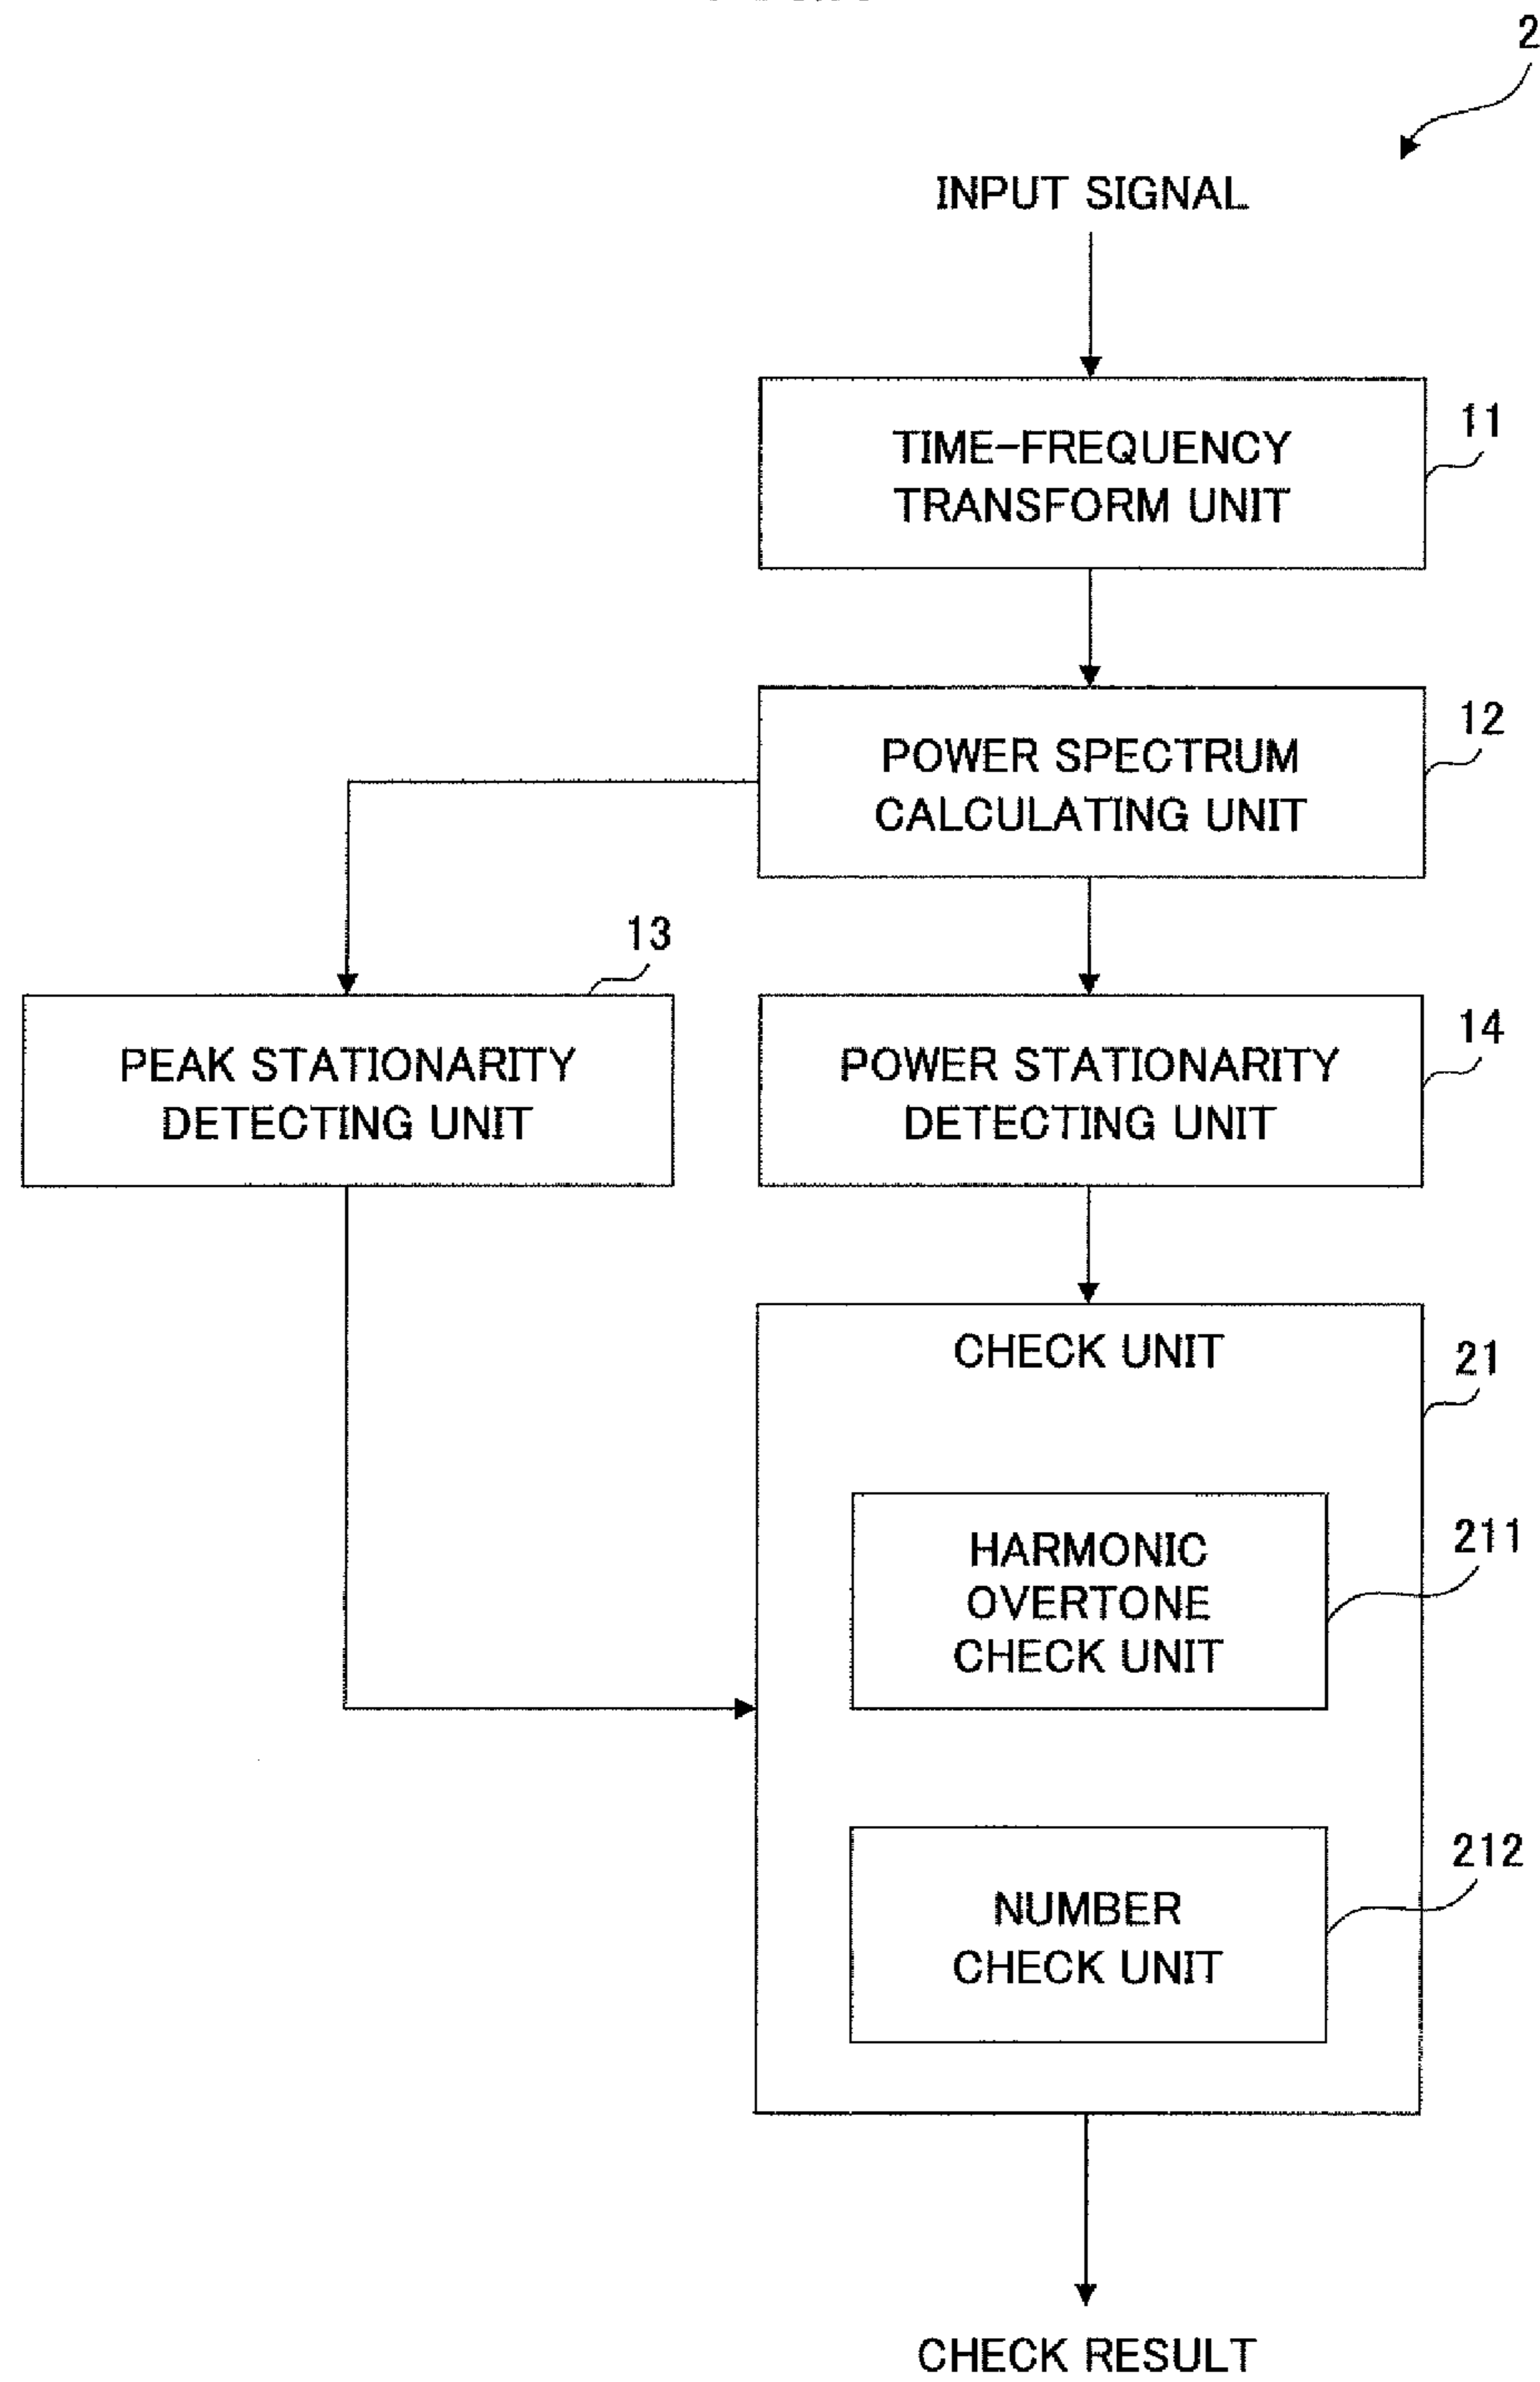 2
INPUT SIGNAL
TIME-FREQUENCY
TRANSFORM UNIT
11
POWER SPECTRUM
CALCULATING UNIT
12
13
PEAK STATIONARITY
DETECTING UNIT
POWER STATIONARITY
DETECTING UNIT
14
CHECK UNIT
21
HARMONIC
OVERTONE
CHECK UNIT
211
NUMBER
CHECK UNIT
212
CHECK RESULT